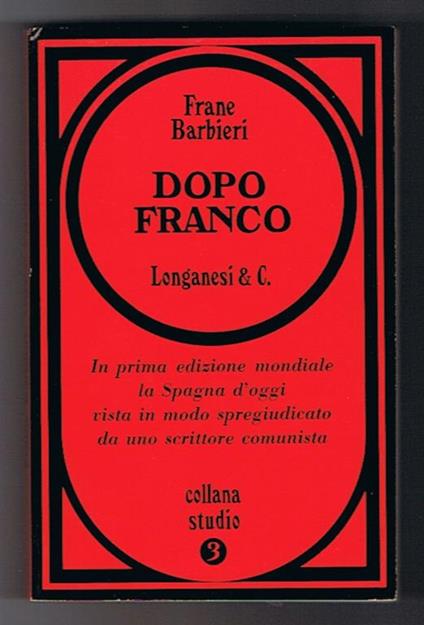 Frane
Barbieri
DOPO
FRANCO
Longanesi & C.
In prima edizione mondiale
la Spagna d'oggi
vista in modo spregiudicato
da uno scrittore comunista
collana
studio
3